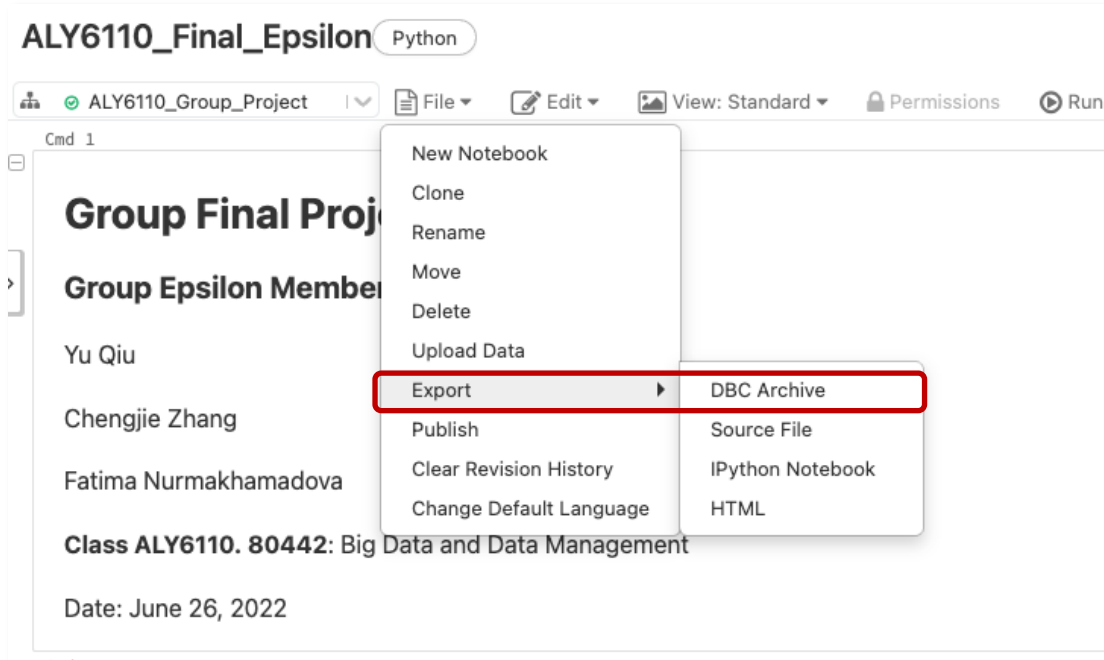 ALY6110_Final_Epsilon Python
ALY6110_Group_Project File Edit View: Standard Permissions Run
Cmd 1
New Notebook
Clone
Group Final Proj
Rename
Move
Group Epsilon Member
Delete
Upload Data
Yu Qiu
Export DBC Archive
Chengjie Zhang
Publish Source File
Clear Revision History IPython Notebook
Fatima Nurmakhamadova
Change Default Language HTML
Class ALY6110. 80442: Big Data and Data Management
Date: June 26, 2022